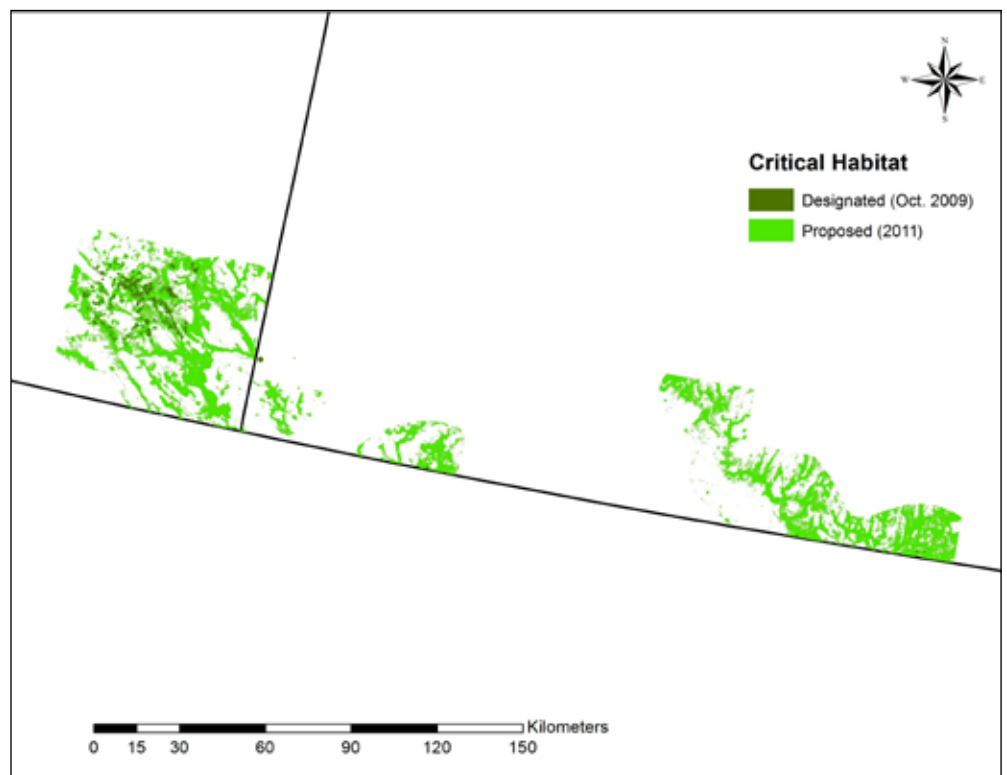 N
W E
S
Critical Habitat
Designated (Oct. 2009)
Proposed (2011)
Kilometers
0 15 30 60 90 120 150